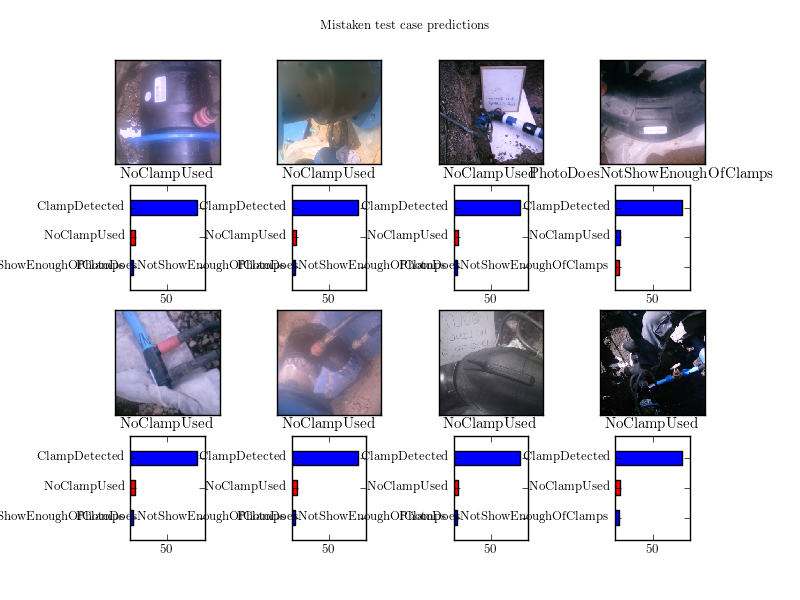 Mistaken test case predictions
NoClampUsed NoClampUsed NoClampUsed PhotoDoesNotShowEnoughOfClamps
ClampDetected ClampDetected ClampDetected ClampDetected
NoClampUsed NoClampUsed NoClampUsed NoClampUsed
ShowEnoughOfClamps PhotoDoesNotShowEnoughOfClamps PhotoDoesNotShowEnoughOfClamps
50 50 50 50
NoClampUsed NoClampUsed NoClampUsed NoClampUsed
ClampDetected ClampDetected ClampDetected ClampDetected
NoClampUsed NoClampUsed NoClampUsed NoClampUsed
ShowEnoughOfClamps PhotoDoesNotShowEnoughOfClamps PhotoDoesNotShowEnoughOfClamps
50 50 50 50